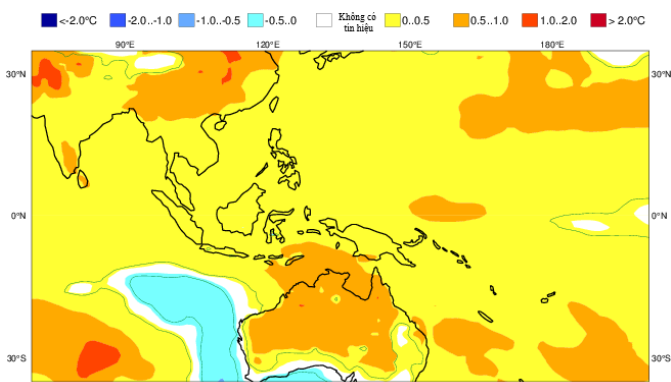 <-2.0°C -2.0..-1.0 -1.0..-0.5 -0.5..0 Không có tín hiệu 0.0..0.5 0.5..1.0 1.0..2.0 > 2.0°C
90°E 120°E 150°E 180°E
30°N 30°N
0°N 0°N
30°S 30°S